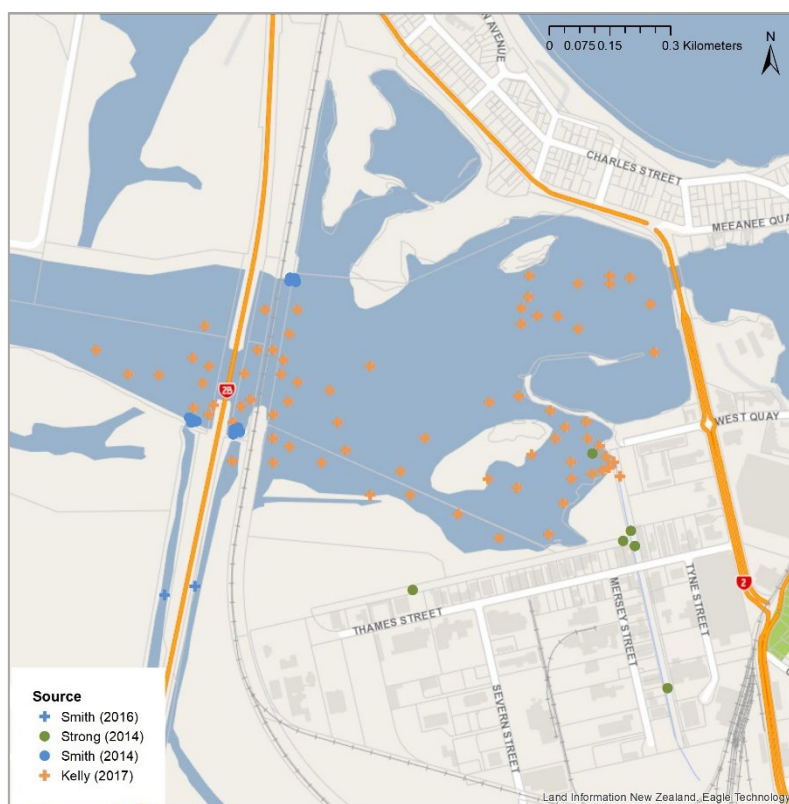 N AVENUE
0 0.075 0.15 0.3 Kilometers
N
CHARLES STREET
MEEANEE QUA
2B
WEST QUAY
2
THAMES STREET
MERSEY STREET
TYNE STREET
SEVERN STREET
Source
Smith (2016)
Strong (2014)
Smith (2014)
Kelly (2017)
Land Information New Zealand, Eagle Technology